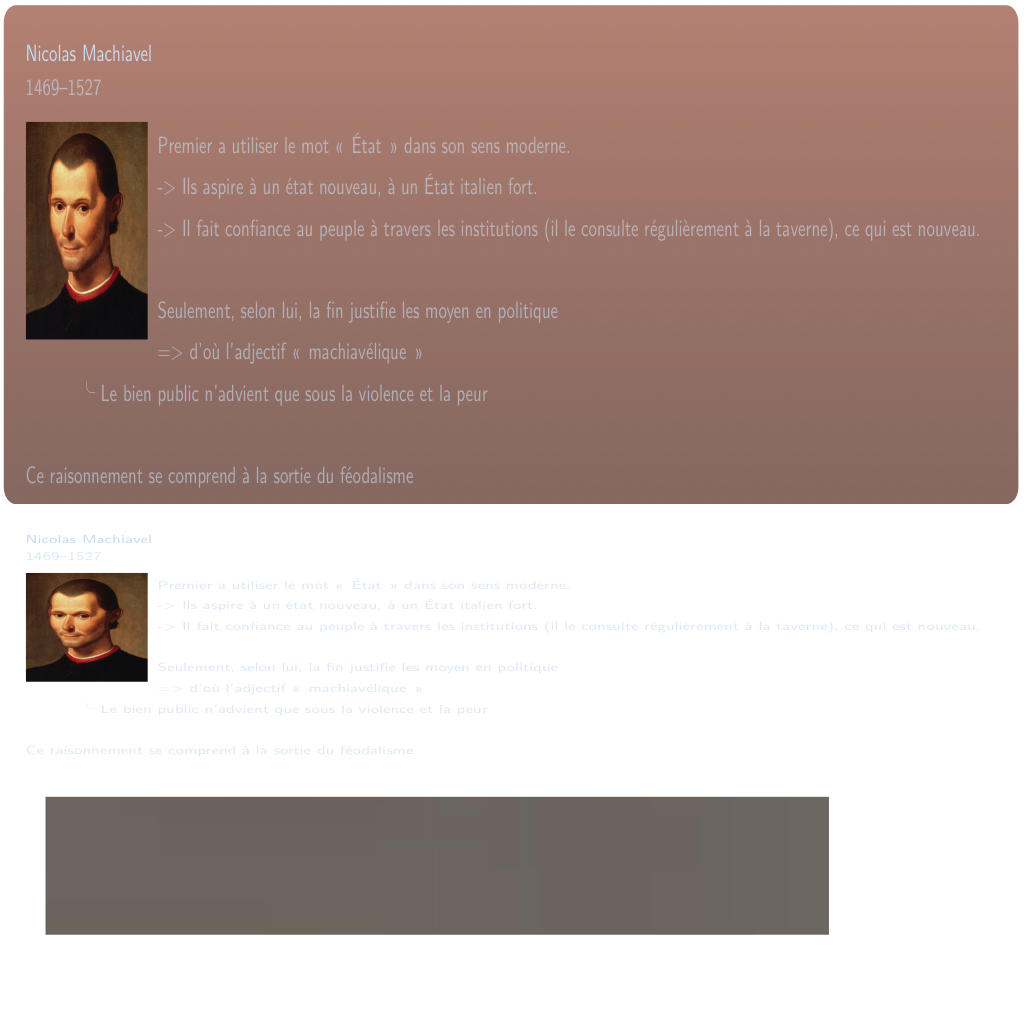 Nicolas Machiavel
1469–1527
Premier a utiliser le mot « État » dans son sens moderne.
-> Ils aspire à un état nouveau, à un État italien fort.
-> Il fait confiance au peuple à travers les institutions (il le consulte régulièrement à la taverne), ce qui est nouveau.
Seulement, selon lui, la fin justifie les moyen en politique
=> d'où l'adjectif « machiavélique »
╰ Le bien public n'advient que sous la violence et la peur
Ce raisonnement se comprend à la sortie du féodalisme
Nicolas Machiavel
1469–1527
Premier a utiliser le mot « État » dans son sens moderne.
-> Ils aspire à un état nouveau, à un État italien fort.
-> Il fait confiance au peuple à travers les institutions (il le consulte régulièrement à la taverne), ce qui est nouveau.
Seulement, selon lui, la fin justifie les moyen en politique
=> d'où l'adjectif « machiavélique »
╰ Le bien public n'advient que sous la violence et la peur
Ce raisonnement se comprend à la sortie du féodalisme